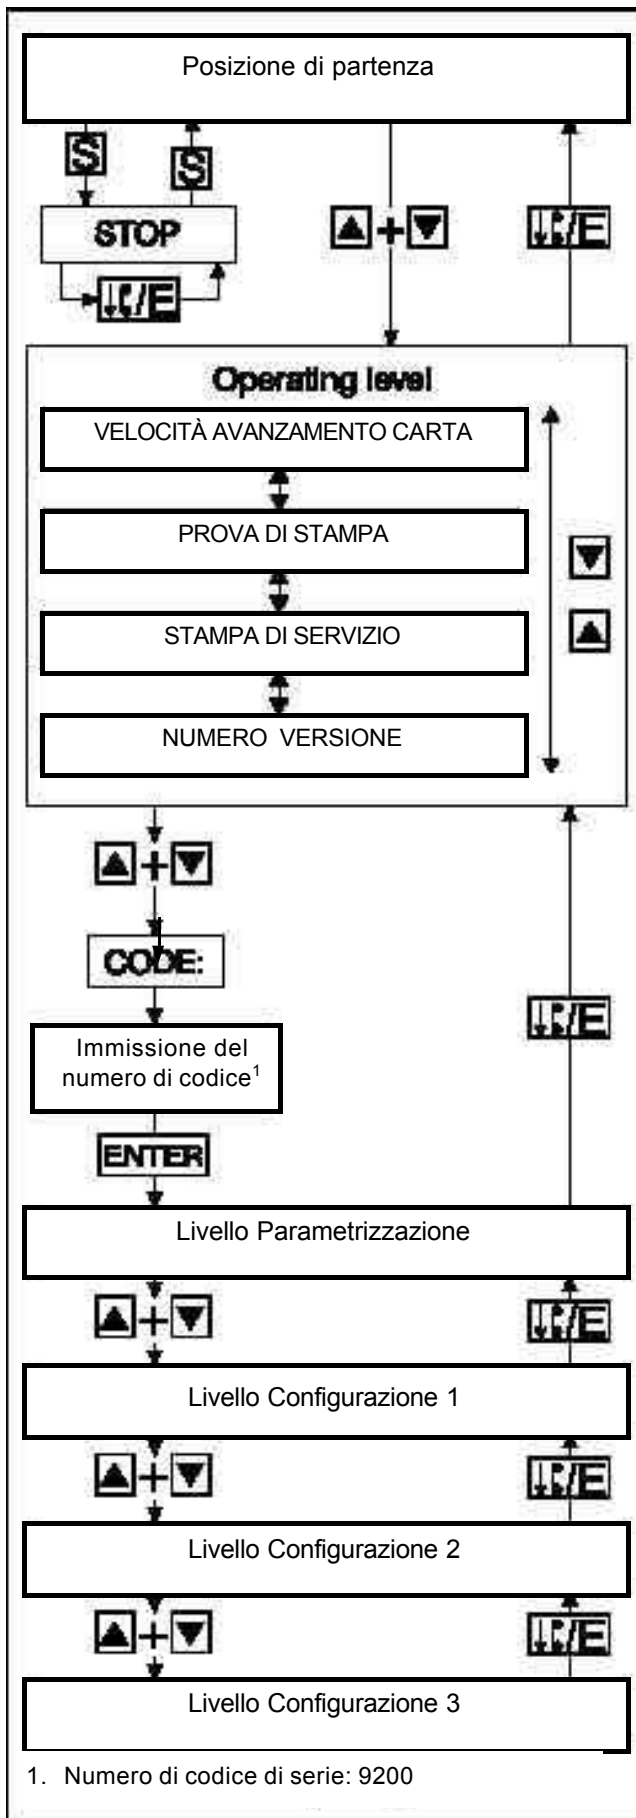 Posizione di partenza
S
S
STOP
▲+▼
/E
/E
Operating level
VELOCITÀ AVANZAMENTO CARTA
PROVA DI STAMPA
▼
STAMPA DI SERVIZIO
▲
NUMERO VERSIONE
▲+▼
CODE:
/E
Immissione del
numero di codice¹
ENTER
Livello Parametrizzazione
▲+▼
/E
Livello Configurazione 1
▲+▼
/E
Livello Configurazione 2
▲+▼
/E
Livello Configurazione 3
1. Numero di codice di serie: 9200